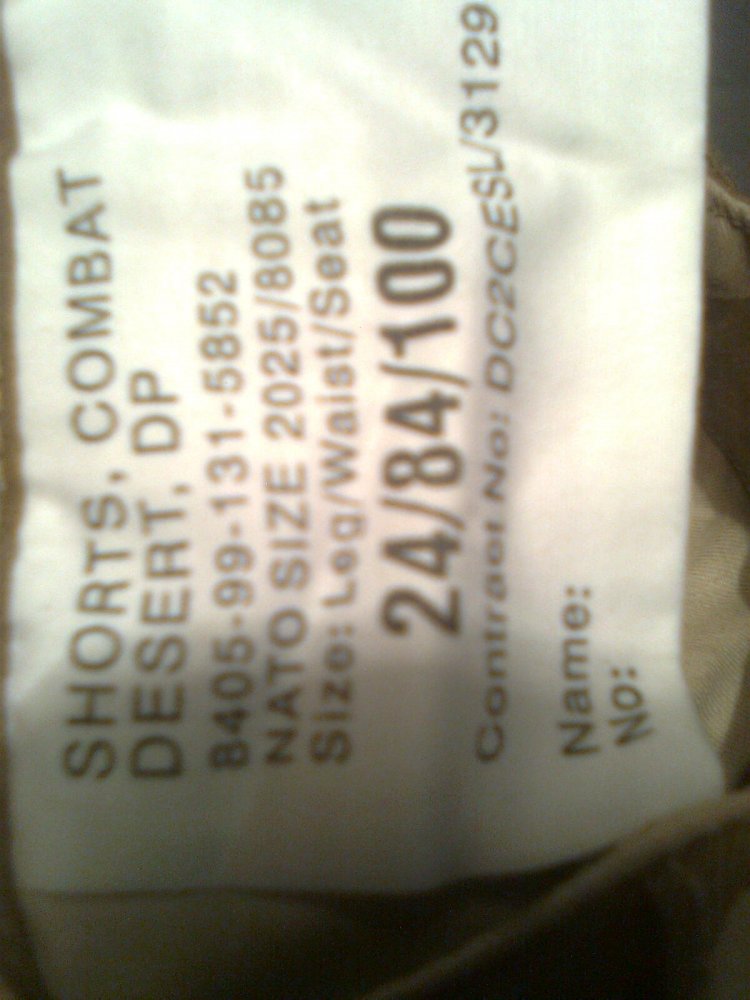 SHORTS, COMBAT
DESERT, DP
8405-99-131-5852
NATO SIZE 2025/8085
Size: Leg/Waist/Seat
24/84/100
Contract No: DC2CESL/3129
Name:
No: